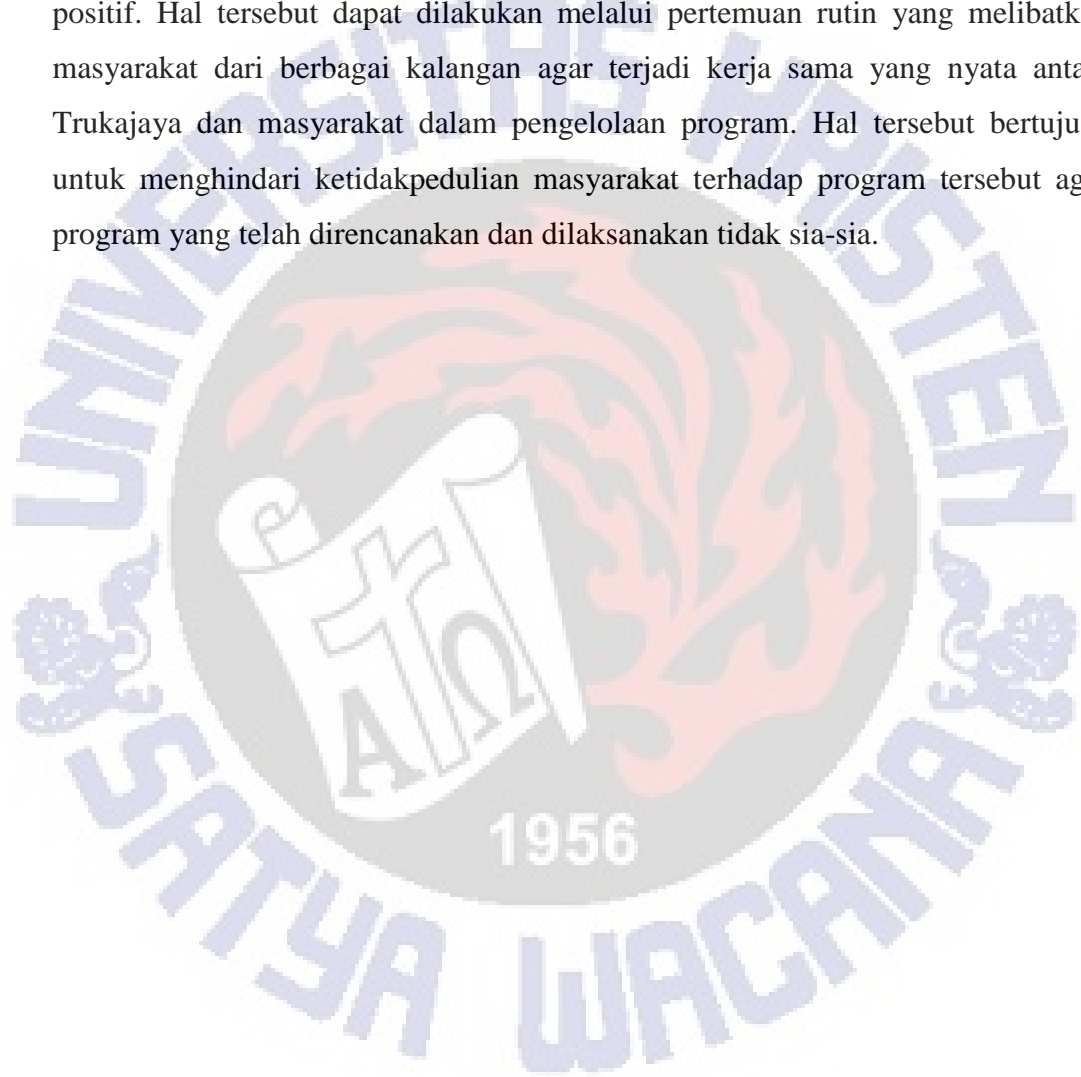 positif. Hal tersebut dapat dilakukan melalui pertemuan rutin yang melibatk
masyarakat dari berbagai kalangan agar terjadi kerja sama yang nyata anta
Trukajaya dan masyarakat dalam pengelolaan program. Hal tersebut bertuju
untuk menghindari ketidakpedulian masyarakat terhadap program tersebut ag
program yang telah direncanakan dan dilaksanakan tidak sia-sia.
UNIVERSITAS KRISTEN
Α Ω
1956
SATYA WACANA